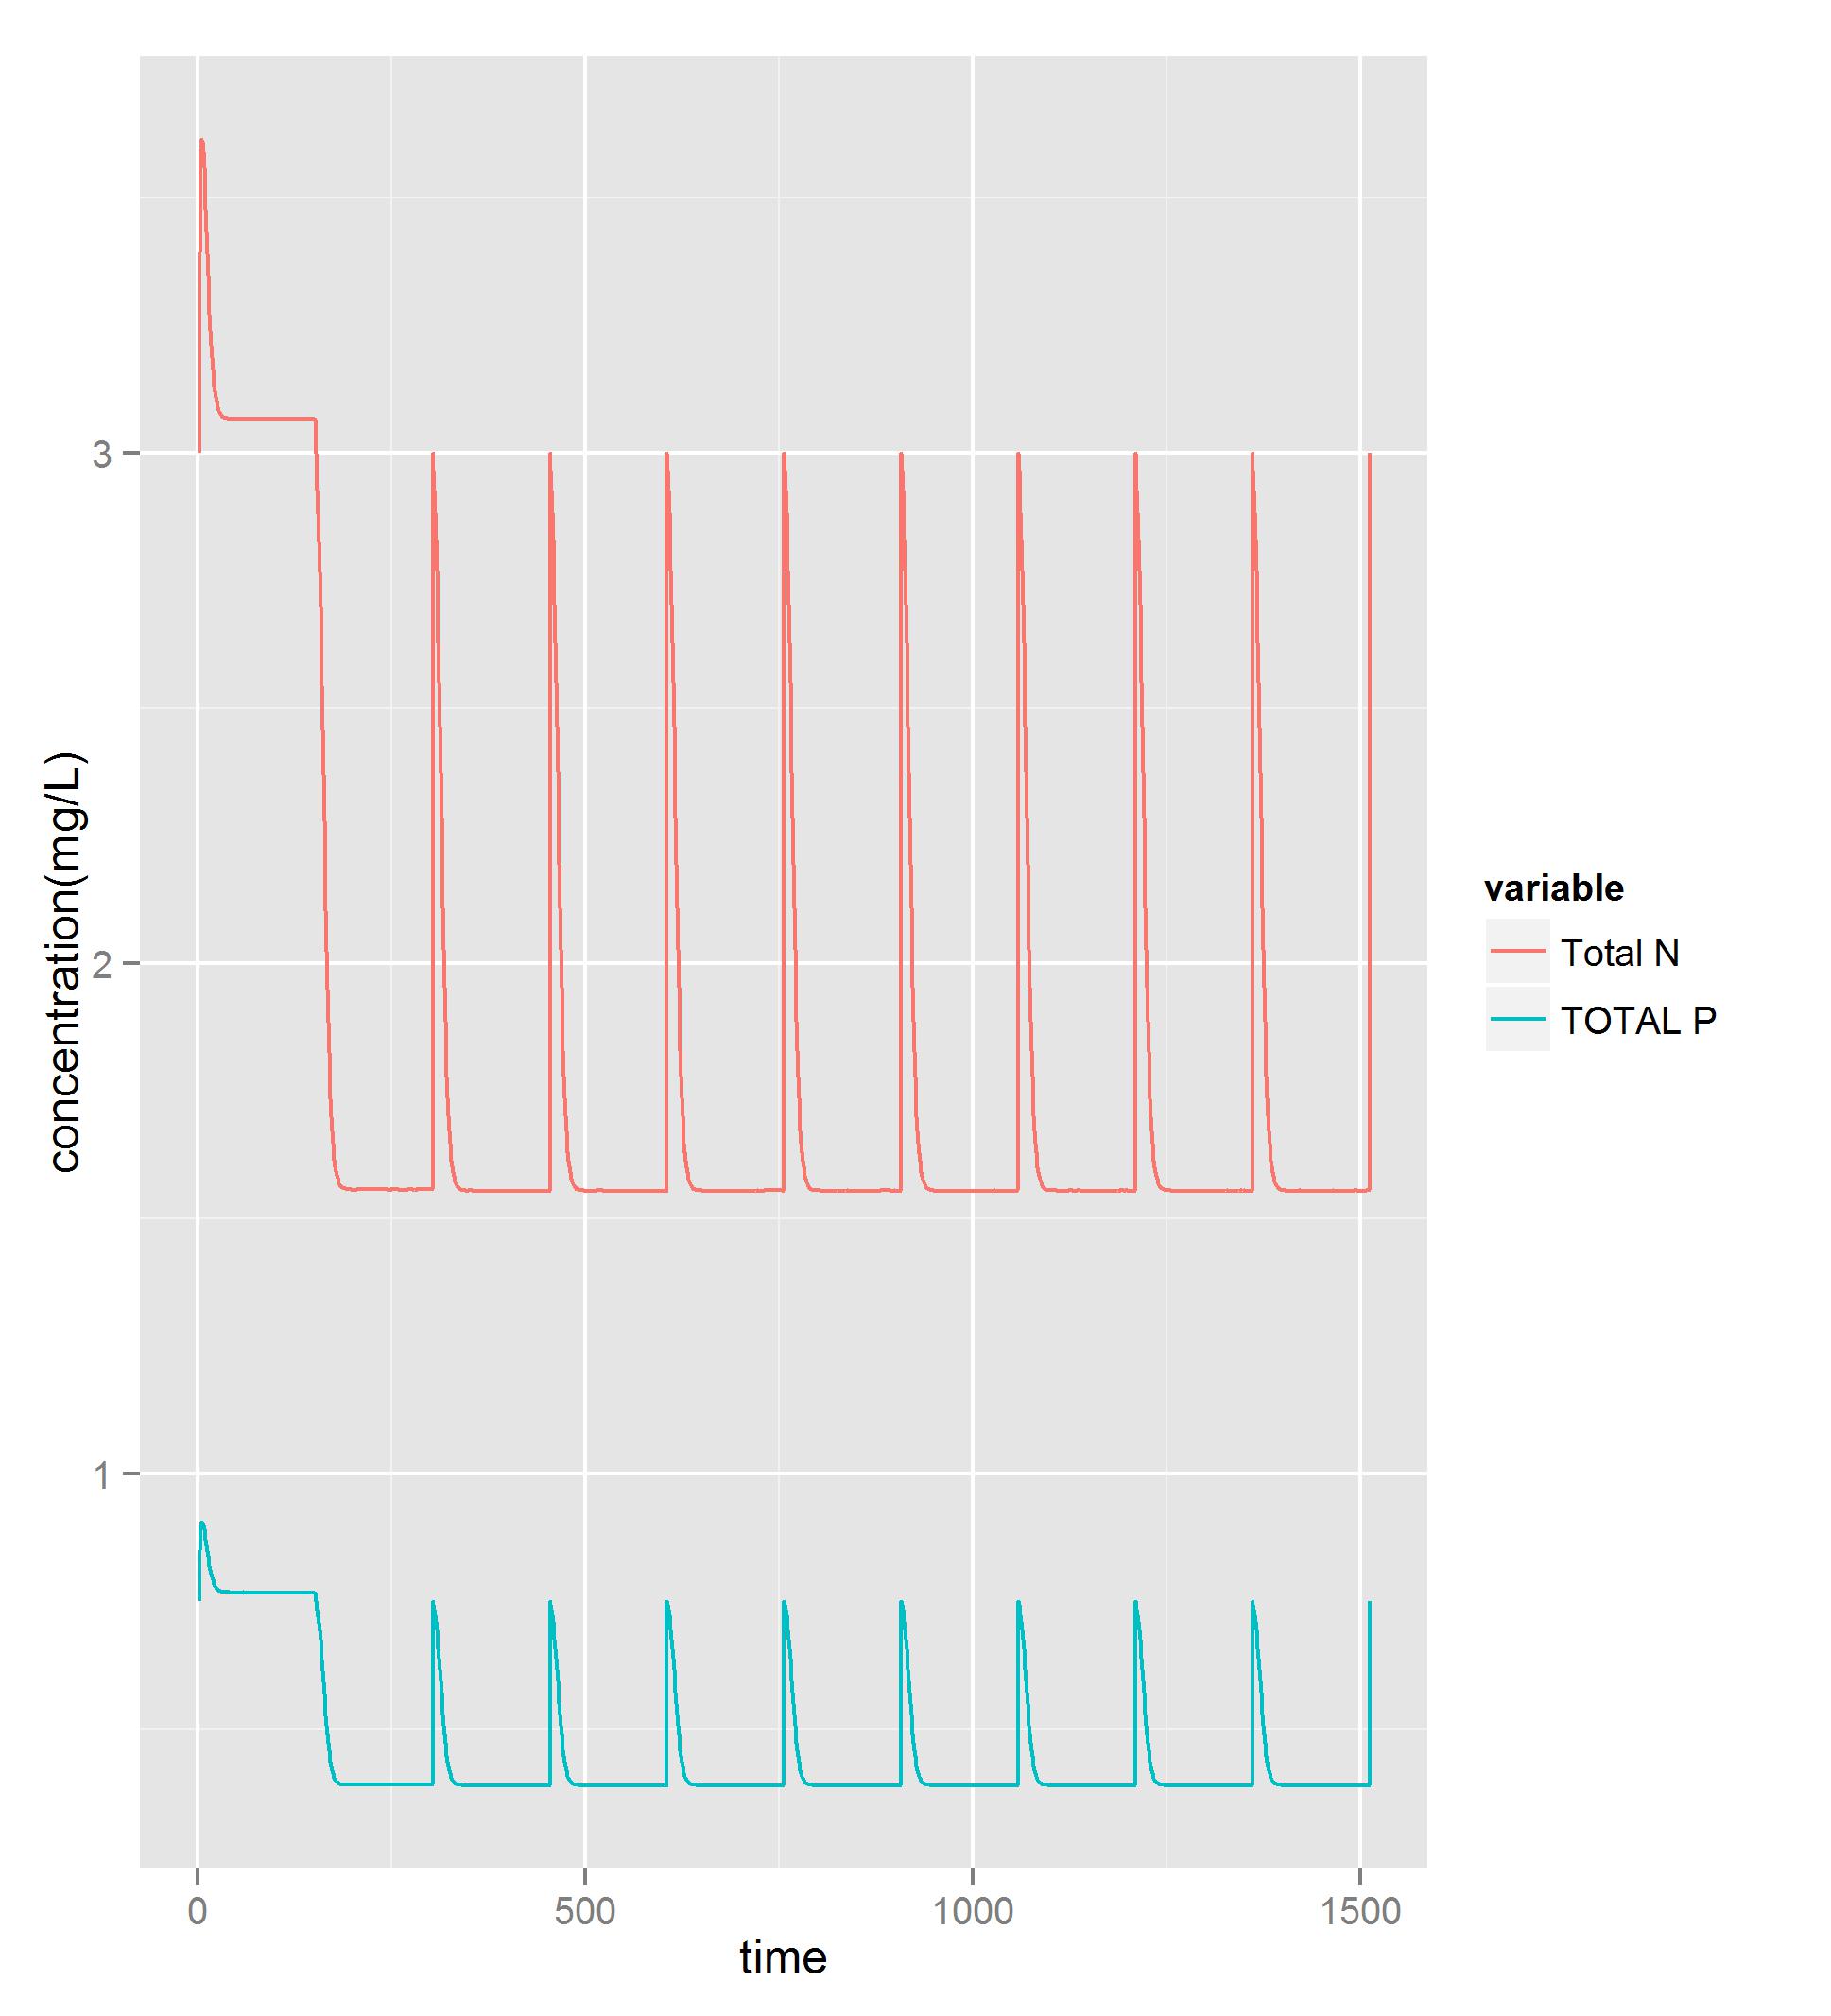 concentration(mg/L)
3
2
1
0 500 1000 1500
time
variable
Total N
TOTAL P